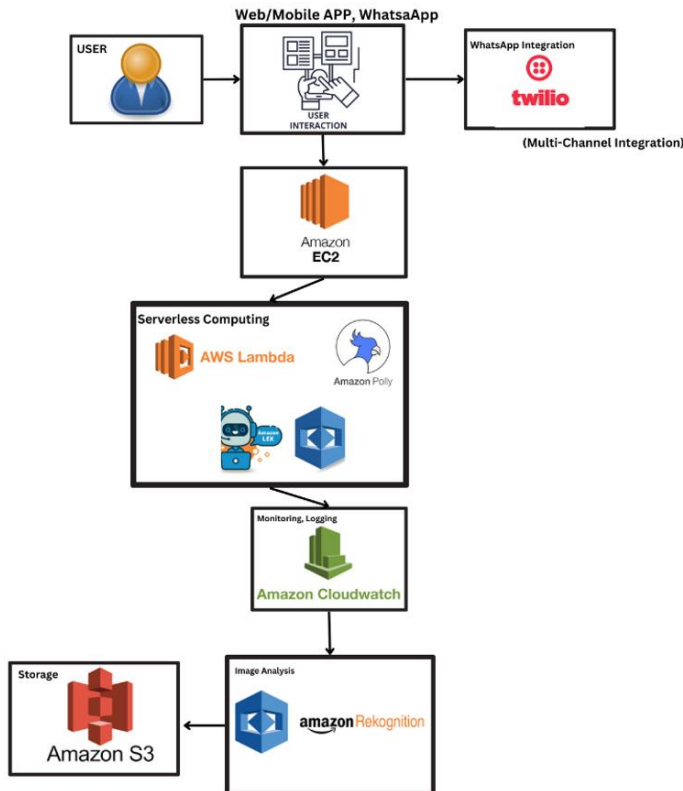 Web/Mobile APP, WhatsaApp
USER
USER
INTERACTION
WhatsApp Integration
twilio
(Multi-Channel Integration)
Amazon
EC2
Serverless Computing
AWS Lambda
Amazon Polly
Amazon
LEX
Monitoring, Logging
Amazon Cloudwatch
Storage
Amazon S3
Image Analysis
amazon Rekognition